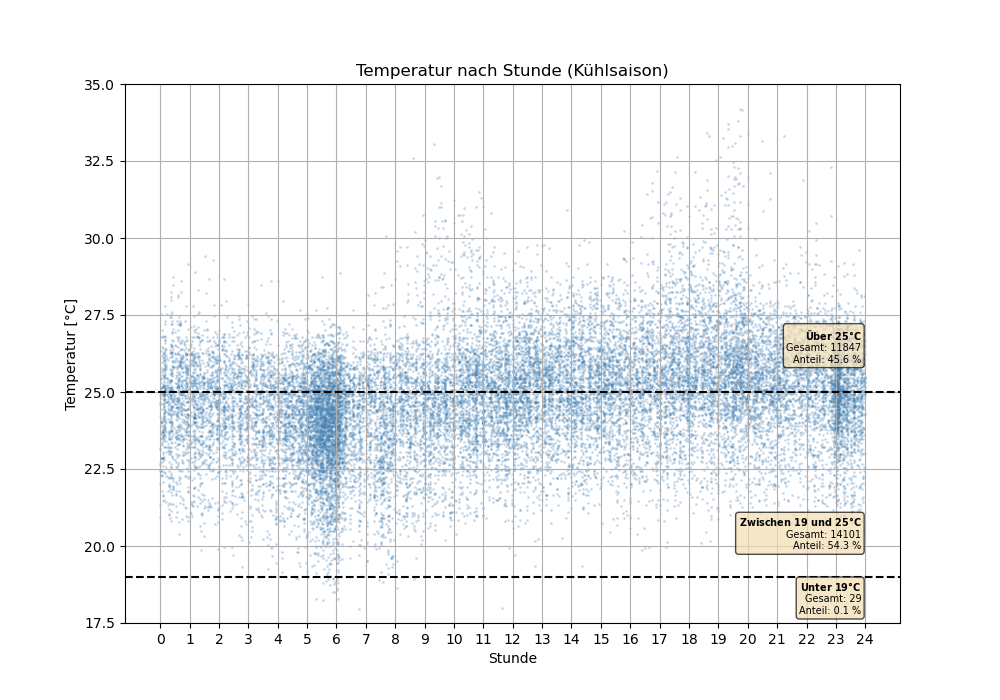 Temperatur nach Stunde (Kühlsaison)
35.0
32.5
30.0
27.5
25.0
22.5
20.0
17.5
Temperatur [°C]
Über 25°C
Gesamt: 11847
Anteil: 45.6 %
Zwischen 19 und 25°C
Gesamt: 14101
Anteil: 54.3 %
Unter 19°C
Gesamt: 29
Anteil: 0.1 %
0 1 2 3 4 5 6 7 8 9 10 11 12 13 14 15 16 17 18 19 20 21 22 23 24
Stunde